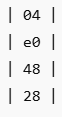 | 04 |
| e0 |
| 48 |
| 28 |